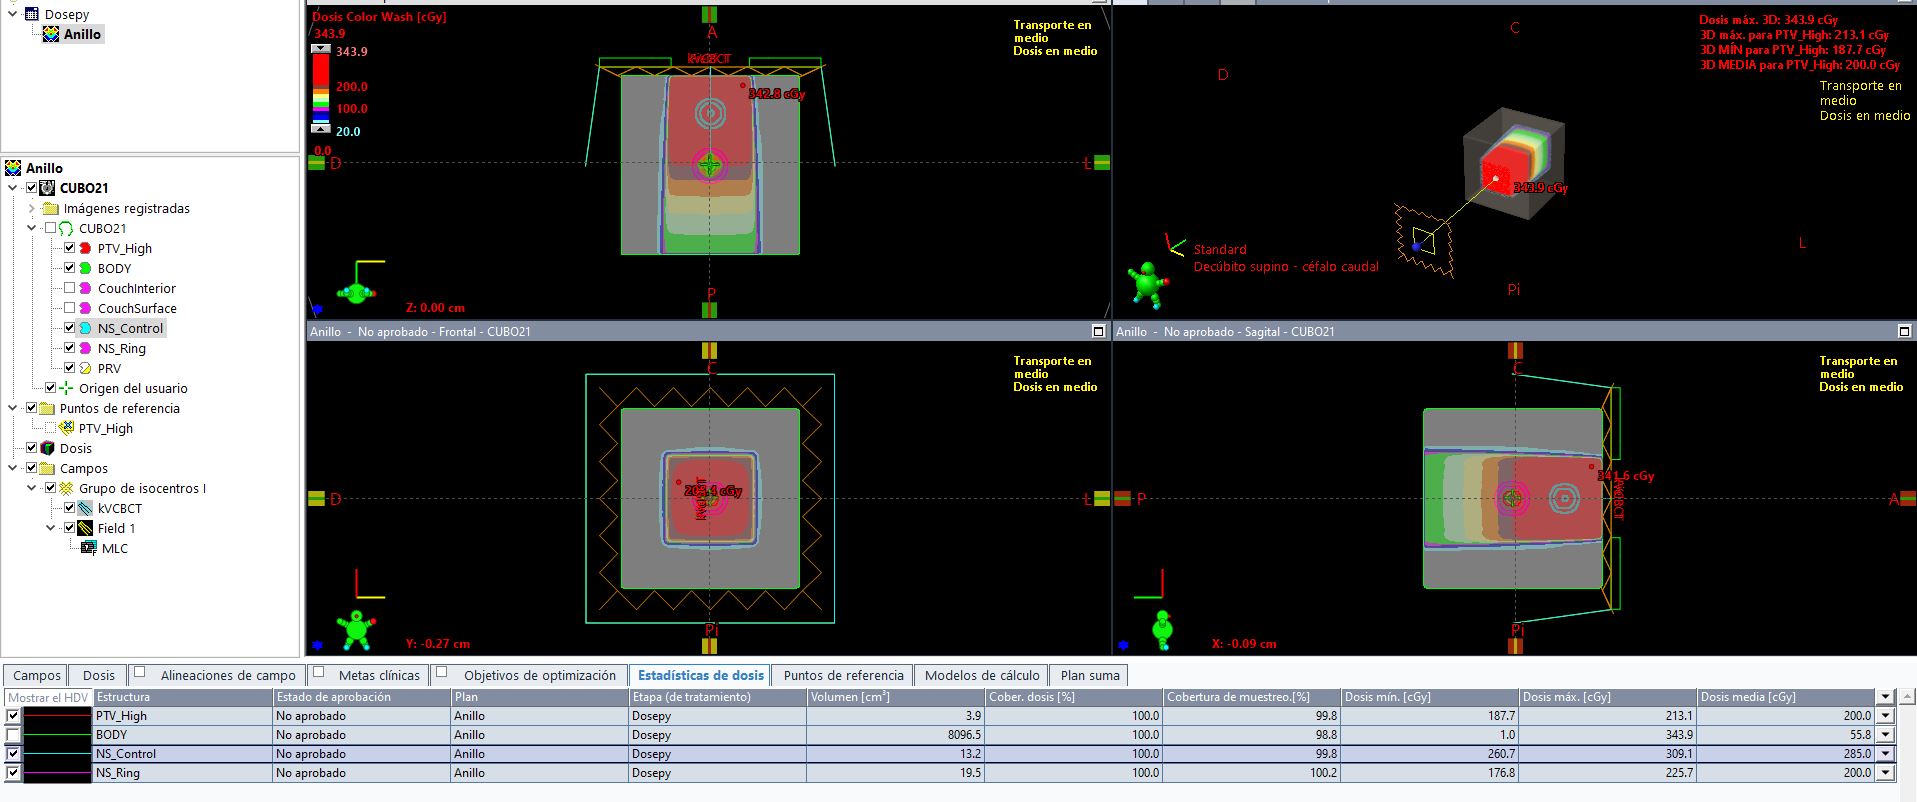 Dosepy
Anillo
Anillo
CUBO21
Imágenes registradas
CUBO21
PTV_High
BODY
CouchInterior
CouchSurface
NS_Control
NS_Ring
PRV
Origen del usuario
Puntos de referencia
PTV_High
Dosis
Campos
Grupo de isocentros I
kVCBCT
Field 1
MLC
Dosis Color Wash [cGy]
343.9
343.9
200.0
100.0
20.0
0.0
A
Transporte en
medio
Dosis en medio
kVCBCT
342.8 cGy
D
L
P
Z: 0.00 cm
Dosis máx. 3D: 343.9 cGy
3D máx. para PTV_High: 213.1 cGy
3D MÍN para PTV_High: 187.7 cGy
3D MEDIA para PTV_High: 200.0 cGy
Transporte en
medio
Dosis en medio
C
D
343.9 cGy
L
Standard
Decúbito supino - céfalo caudal
Pi
Anillo - No aprobado - Frontal - CUBO21
C
Transporte en
medio
Dosis en medio
D
L
Pi
Y: -0.27 cm
Anillo - No aprobado - Sagital - CUBO21
C
Transporte en
medio
Dosis en medio
341.6 cGy
kVCBCT
P
A
Pi
X: -0.09 cm
Campos Dosis Alineaciones de campo Metas clínicas Objetivos de optimización Estadísticas de dosis Puntos de referencia Modelos de cálculo Plan suma
Mostrar el HDV Estructura Estado de aprobación Plan Etapa (de tratamiento) Volumen [cm³] Cober. dosis [%] Cobertura de muestreo.[%] Dosis mín. [cGy] Dosis máx. [cGy] Dosis media [cGy]
PTV_High No aprobado Anillo Dosepy 3.9 100.0 99.8 187.7 213.1 200.0
BODY No aprobado Anillo Dosepy 8096.5 100.0 98.8 1.0 343.9 55.8
NS_Control No aprobado Anillo Dosepy 13.2 100.0 99.8 260.7 309.1 285.0
NS_Ring No aprobado Anillo Dosepy 19.5 100.0 100.2 176.8 225.7 200.0